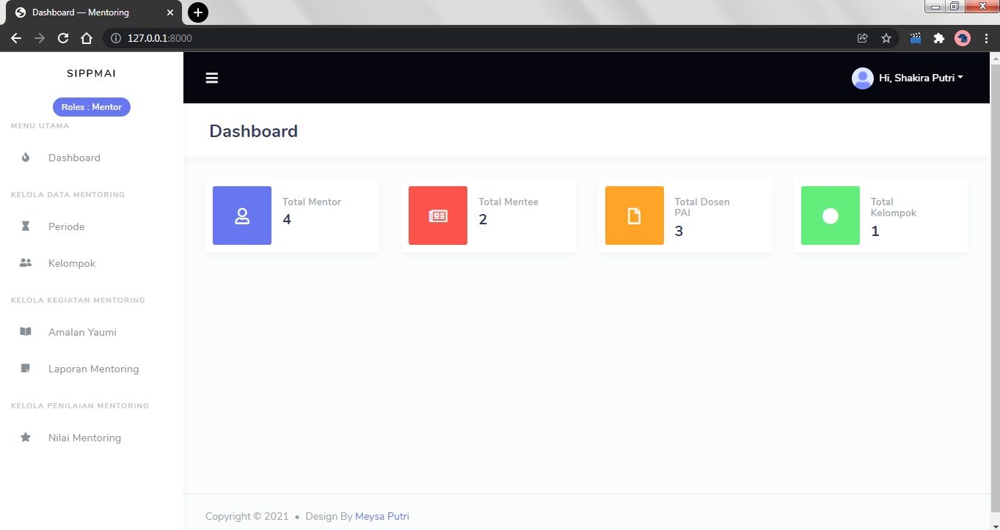 Dashboard — Mentoring
127.0.0.1:8000
SIPPMAI
Roles : Mentor
MENU UTAMA
Dashboard
KELOLA DATA MENTORING
Periode
Kelompok
KELOLA KEGIATAN MENTORING
Amalan Yaumi
Laporan Mentoring
KELOLA PENILAIAN MENTORING
Nilai Mentoring
Hi, Shakira Putri
Dashboard
Total Mentor
4
Total Mentee
2
Total Dosen
PAI
3
Total
Kelompok
1
Copyright © 2021 • Design By Meysa Putri